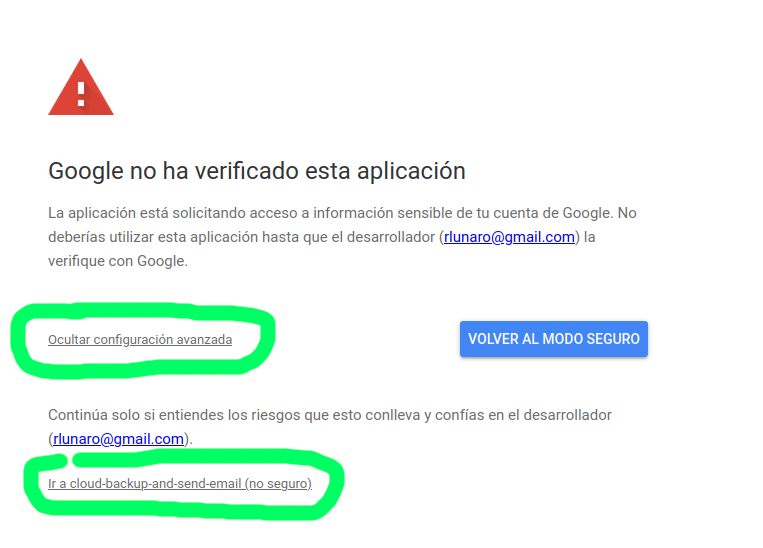 Google no ha verificado esta aplicación
La aplicación está solicitando acceso a información sensible de tu cuenta de Google. No
deberías utilizar esta aplicación hasta que el desarrollador (rlunaro@gmail.com) la
verifique con Google.
Ocultar configuración avanzada
VOLVER AL MODO SEGURO
Continúa solo si entiendes los riesgos que esto conlleva y confías en el desarrollador
(rlunaro@gmail.com).
Ir a cloud-backup-and-send-email (no seguro)